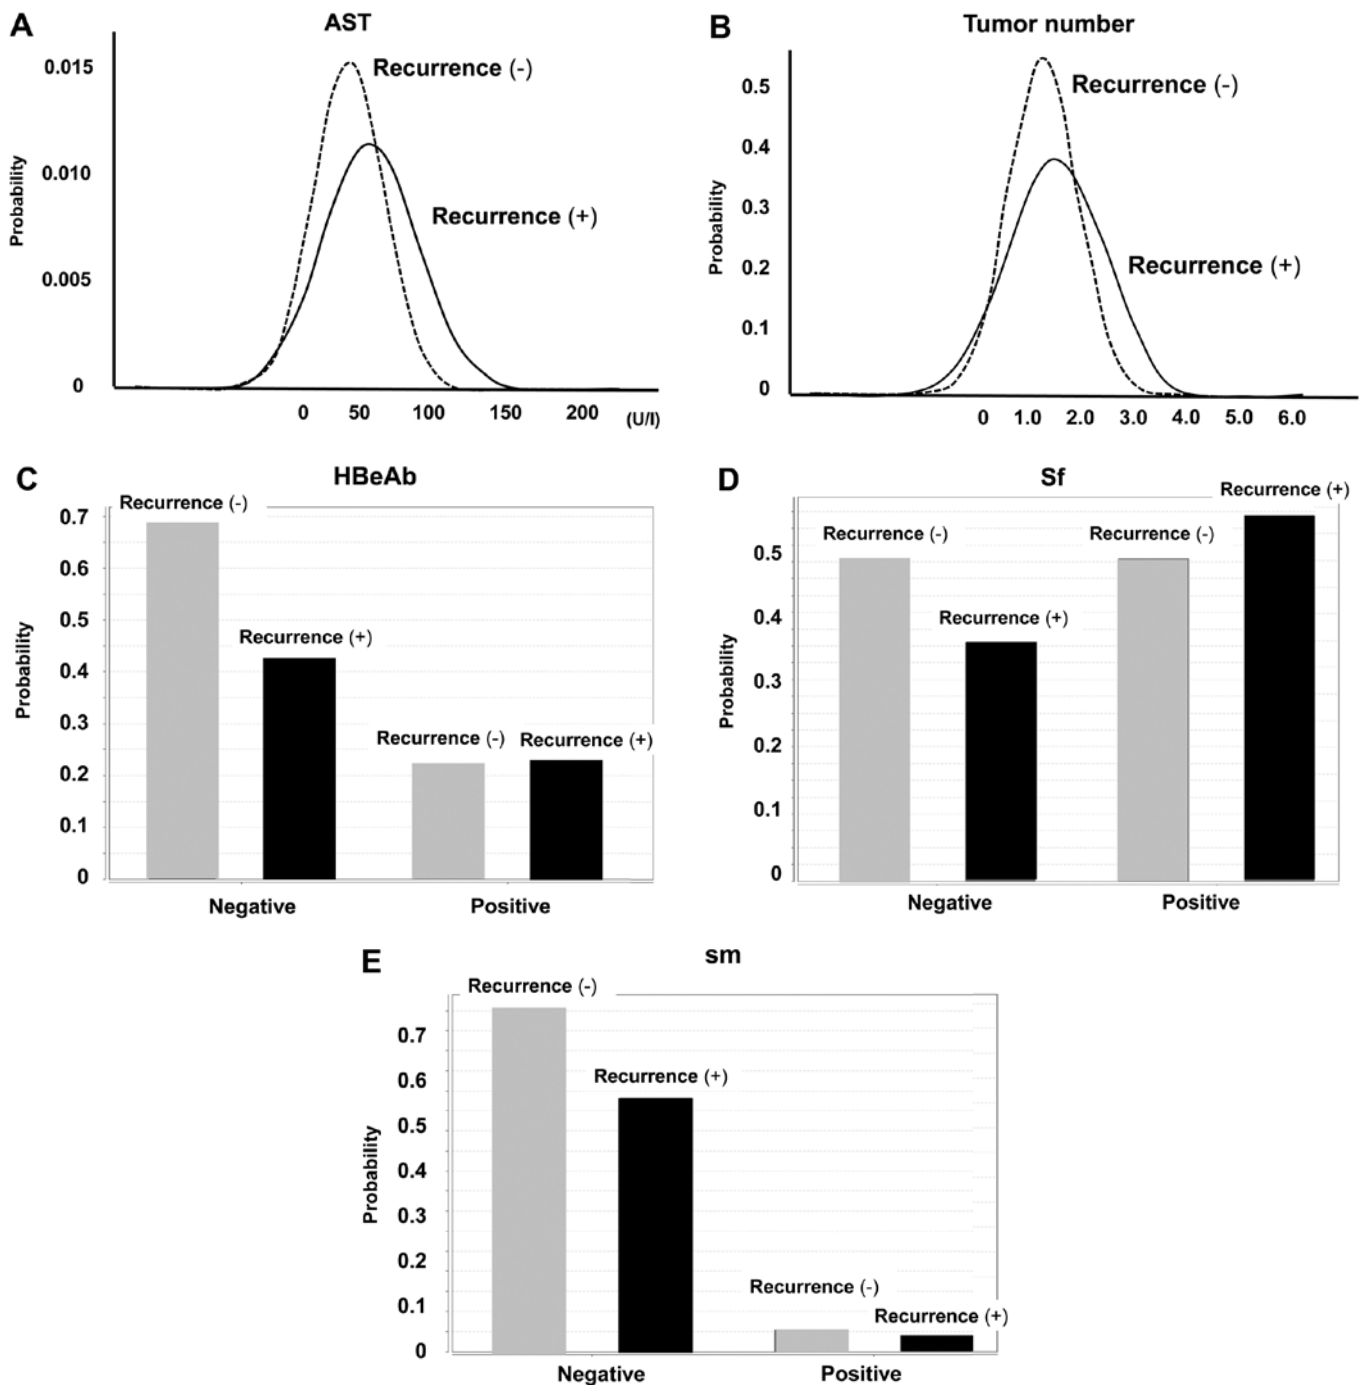 A
AST
Probability
0.015
0.010
0.005
0
Recurrence (-)
Recurrence (+)
0 50 100 150 200 (U/l)
B
Tumor number
Probability
0.5
0.4
0.3
0.2
0.1
0
Recurrence (-)
Recurrence (+)
0 1.0 2.0 3.0 4.0 5.0 6.0
C
HBeAb
Probability
0.7
0.6
0.5
0.4
0.3
0.2
0.1
0
Recurrence (-)
Recurrence (+)
Recurrence (-)
Recurrence (+)
Negative Positive
D
Sf
Probability
0.5
0.4
0.3
0.2
0.1
0
Recurrence (-)
Recurrence (+)
Recurrence (-)
Recurrence (+)
Negative Positive
E
sm
Probability
0.7
0.6
0.5
0.4
0.3
0.2
0.1
0
Recurrence (-)
Recurrence (+)
Recurrence (-)
Recurrence (+)
Negative Positive